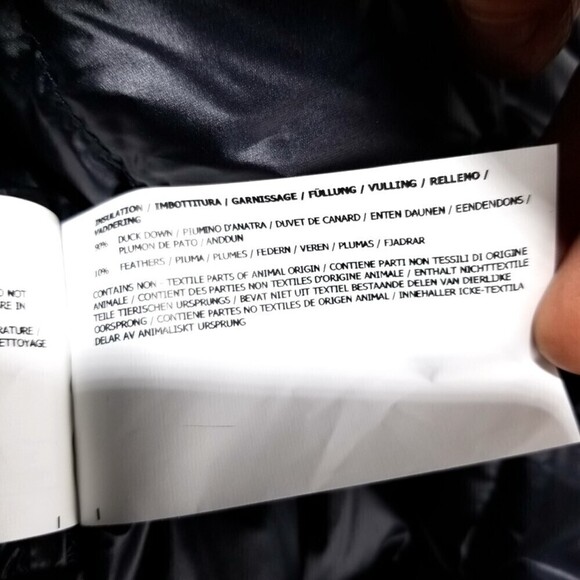 INSULATION / IMBOTTITURA / GARNISSAGE / FÜLLUNG / VULLING / RELLENO /
VADDERING
90% DUCK DOWN / PIUMINO D'ANATRA / DUVET DE CANARD / ENTEN DAUNEN / EENDENDONS /
PLUMON DE PATO / ANDDUN
10% FEATHERS / PIUMA / PLUMES / FEDERN / VEREN / PLUMAS / FJADRAR
CONTAINS NON - TEXTILE PARTS OF ANIMAL ORIGIN / CONTIENE PARTI NON TESSILI DI ORIGINE
ANIMALE / CONTIENT DES PARTIES NON TEXTILES D'ORIGINE ANIMALE / ENTHALT NICHTTEXTILE
TEILE TIERISCHEN URSPRUNGS / BEVAT NIET UIT TEXTIEL BESTAANDE DELEN VAN DIERLIJKE
OORSPRONG / CONTIENE PARTES NO TEXTILES DE ORIGEN ANIMAL / INNEHALLER ICKE-TEXTILA
DELAR AV ANIMALISKT URSPRUNG
NOT
RE IN
RATURE /
ETTOYAGE